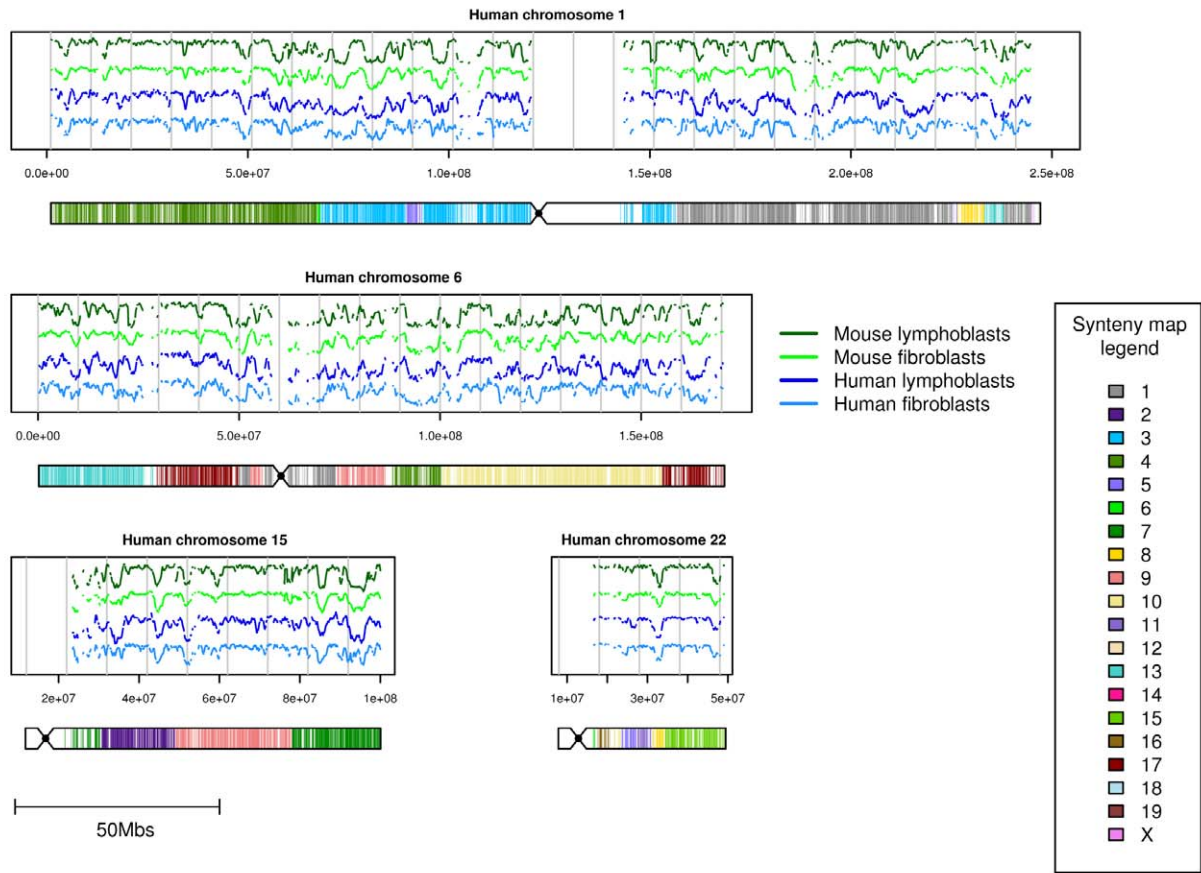 Human chromosome 1
0.0e+00 5.0e+07 1.0e+08 1.5e+08 2.0e+08 2.5e+08
Human chromosome 6
0.0e+00 5.0e+07 1.0e+08 1.5e+08
Mouse lymphoblasts
Mouse fibroblasts
Human lymphoblasts
Human fibroblasts
Human chromosome 15
2e+07 4e+07 6e+07 8e+07 1e+08
Human chromosome 22
1e+07 3e+07 5e+07
50Mbs
Synteny map
legend
1
2
3
4
5
6
7
8
9
10
11
12
13
14
15
16
17
18
19
X